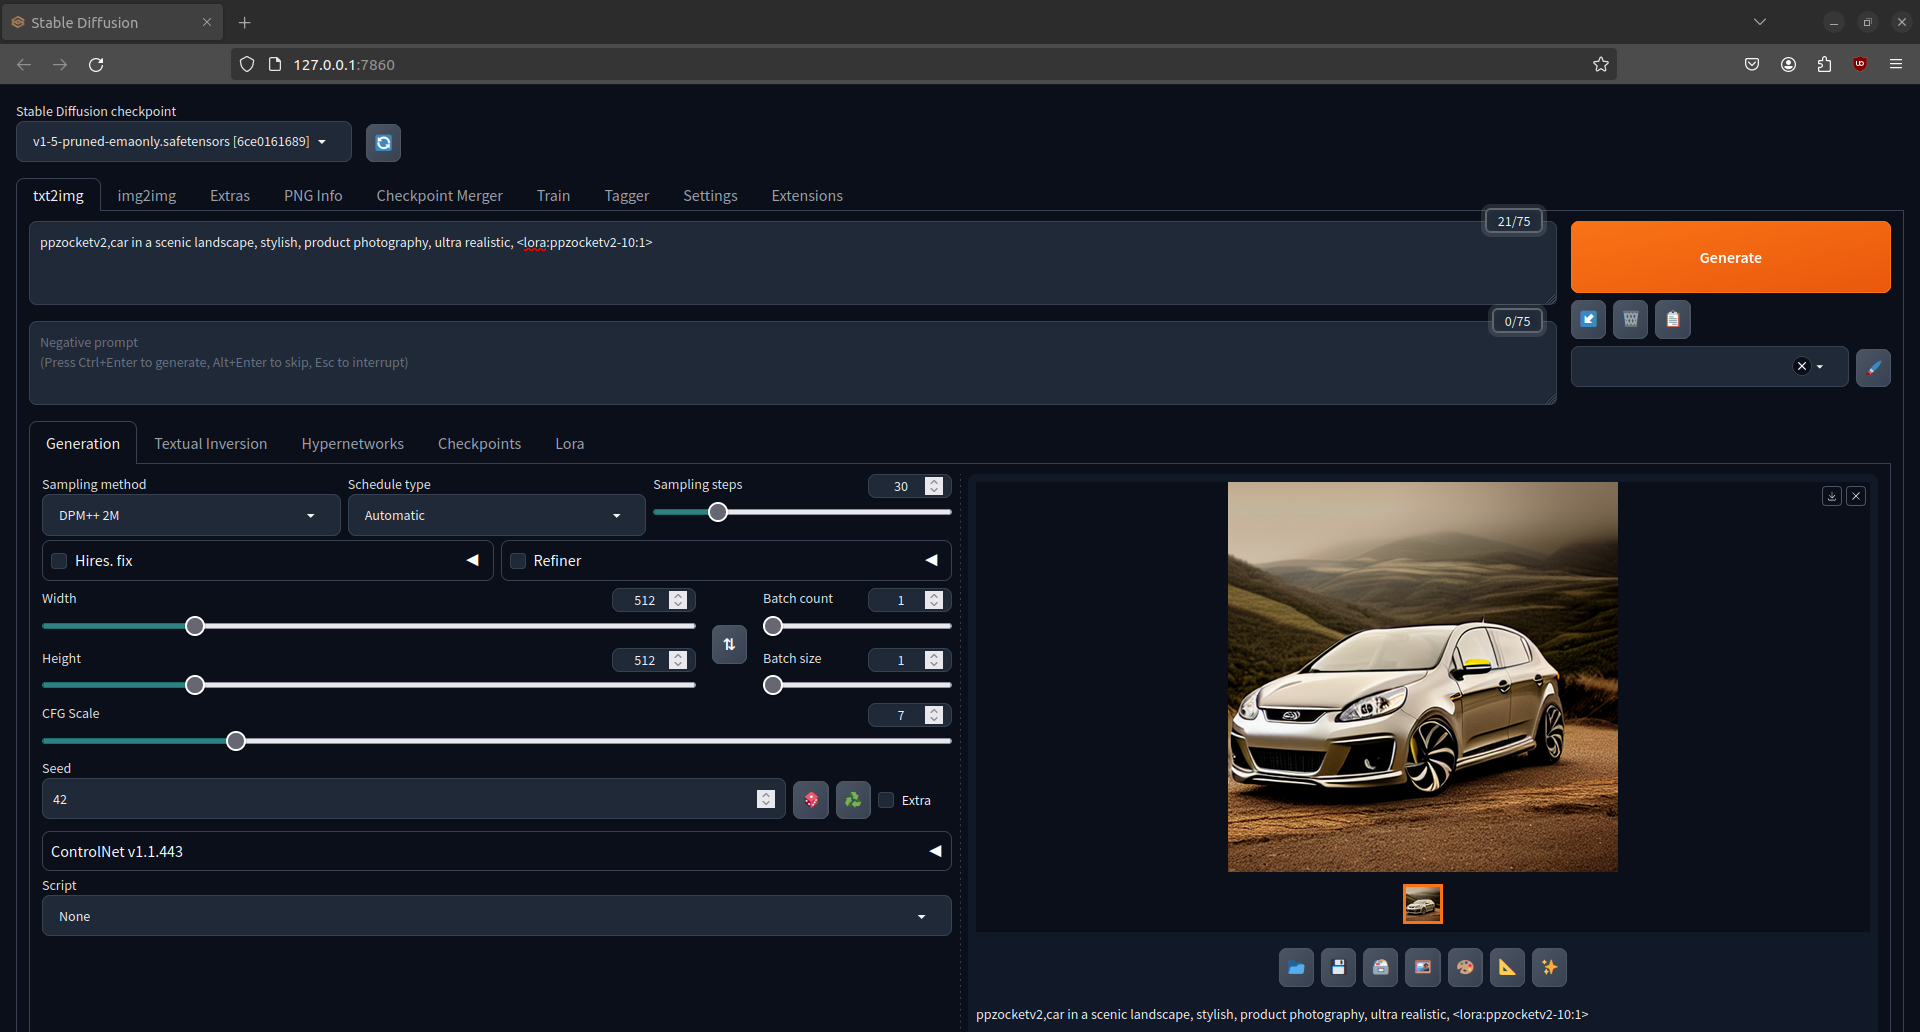 Stable Diffusion
127.0.0.1:7860
Stable Diffusion checkpoint
v1-5-pruned-emaonly.safetensors [6ce0161689]
txt2img img2img Extras PNG Info Checkpoint Merger Train Tagger Settings Extensions
21/75
ppzocketv2,car in a scenic landscape, stylish, product photography, ultra realistic, <lora:ppzocketv2-10:1>
Generate
0/75
Negative prompt
(Press Ctrl+Enter to generate, Alt+Enter to skip, Esc to interrupt)
Generation Textual Inversion Hypernetworks Checkpoints Lora
Sampling method
DPM++ 2M
Schedule type
Automatic
Sampling steps
30
Hires. fix
Refiner
Width
512
Batch count
1
Height
512
Batch size
1
CFG Scale
7
Seed
42
Extra
ControlNet v1.1.443
Script
None
ppzocketv2,car in a scenic landscape, stylish, product photography, ultra realistic, <lora:ppzocketv2-10:1>